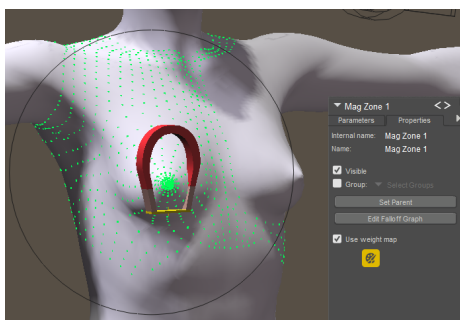 Mag Zone 1
Parameters
Properties
Internal name: Mag Zone 1
Name: Mag Zone 1
Visible
Group: Select Groups
Set Parent
Edit Falloff Graph
Use weight map